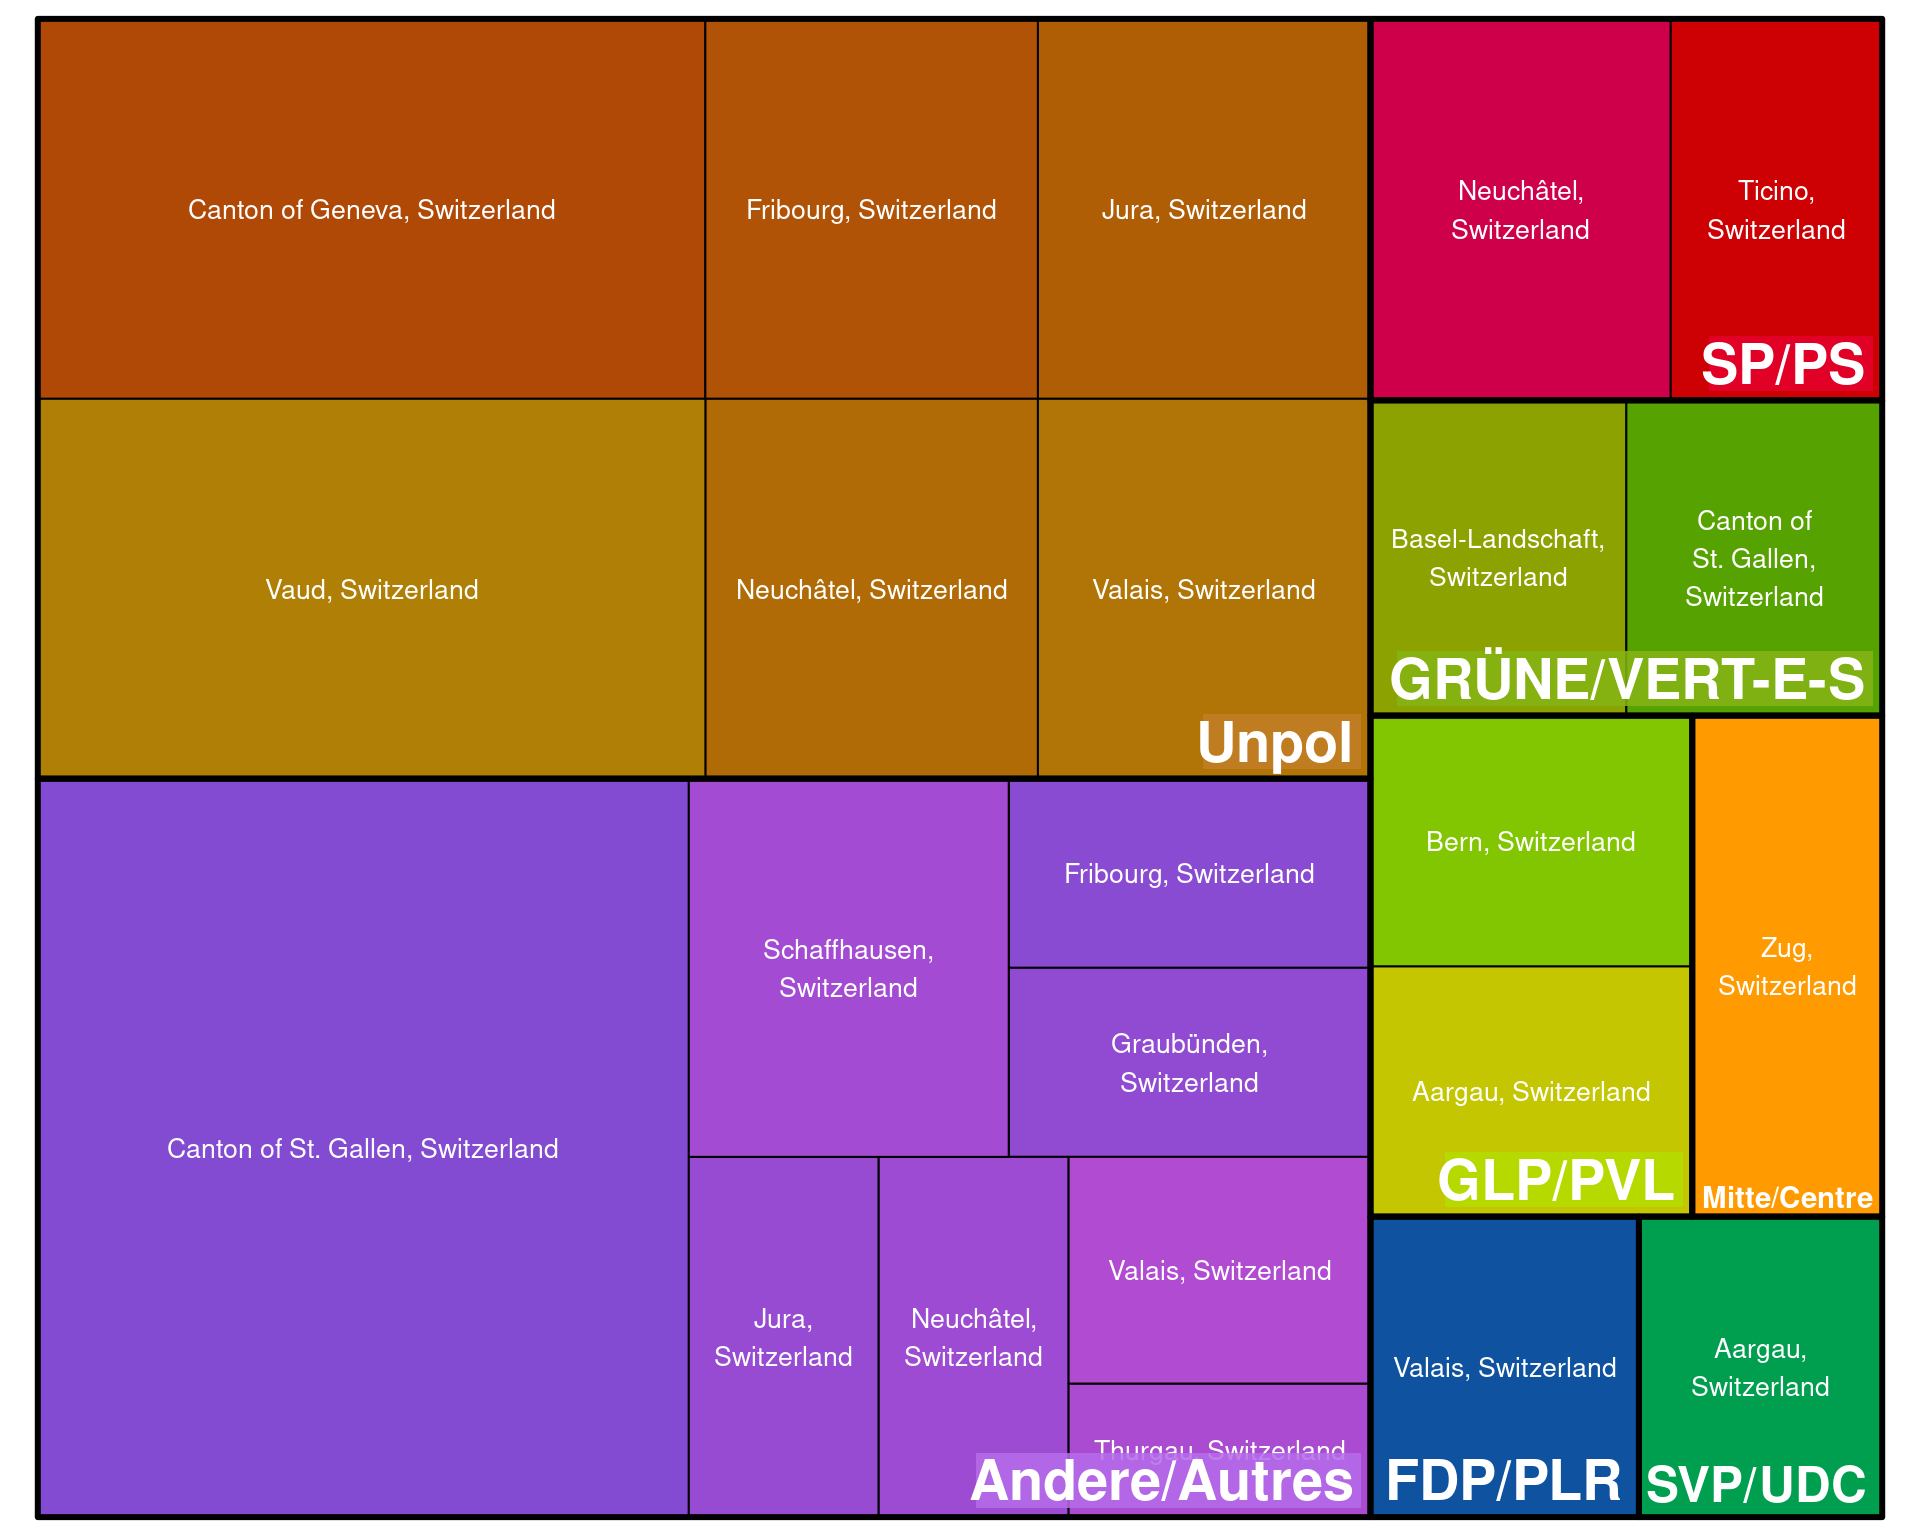 Canton of Geneva, Switzerland
Fribourg, Switzerland
Jura, Switzerland
Vaud, Switzerland
Neuchâtel, Switzerland
Valais, Switzerland
Unpol
Canton of St. Gallen, Switzerland
Schaffhausen,
Switzerland
Fribourg, Switzerland
Graubünden,
Switzerland
Jura,
Switzerland
Neuchâtel,
Switzerland
Valais, Switzerland
Thurgau, Switzerland
Andere/Autres
Neuchâtel,
Switzerland
Ticino,
Switzerland
SP/PS
Basel-Landschaft,
Switzerland
Canton of
St. Gallen,
Switzerland
GRÜNE/VERT-E-S
Bern, Switzerland
Aargau, Switzerland
GLP/PVL
Zug,
Switzerland
Mitte/Centre
Valais, Switzerland
FDP/PLR
Aargau,
Switzerland
SVP/UDC